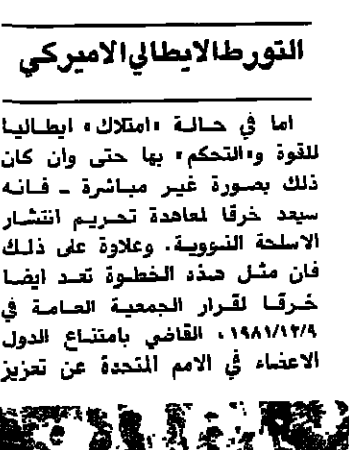 التورط الايطالي الاميركي
اما في حالة «امتلاك» ايطاليا
للقوة و«التحكم» بها حتى وان كان
ذلك بصورة غير مباشرة ـ فانه
سيعد خرقا لمعاهدة تحريم انتشار
الاسلحة النووية. وعلاوة على ذلك
فان مثل هذه الخطوة تعد ايضا
خرقا لقرار الجمعية العامة في
١٩٨١/١٢/٩، القاضي بامتناع الدول
الاعضاء في الامم المتحدة عن تعزيز